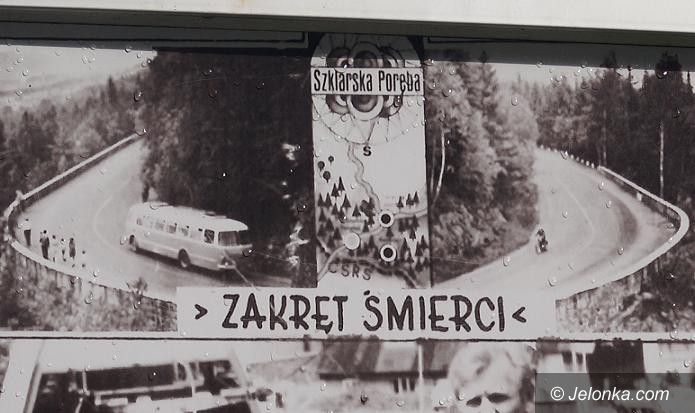 Szklarska Poręba
S
ČSRS
> ZAKRĘT ŚMIERCI <
© Jelonka.com